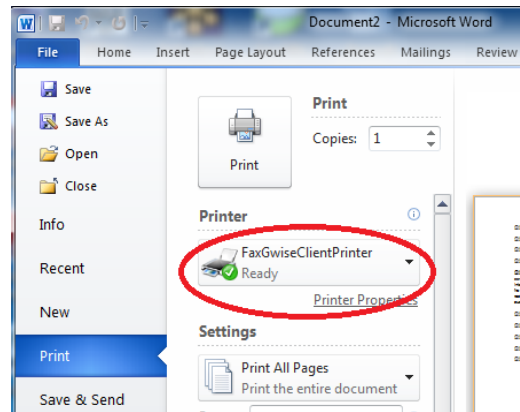 Document2 - Microsoft Word
File Home Insert Page Layout References Mailings Review
Save
Save As
Open
Close
Info
Recent
New
Print
Save & Send
Print
Print
Copies: 1
Printer
FaxGwiseClientPrinter
Ready
Printer Properties
Settings
Print All Pages
Print the entire document